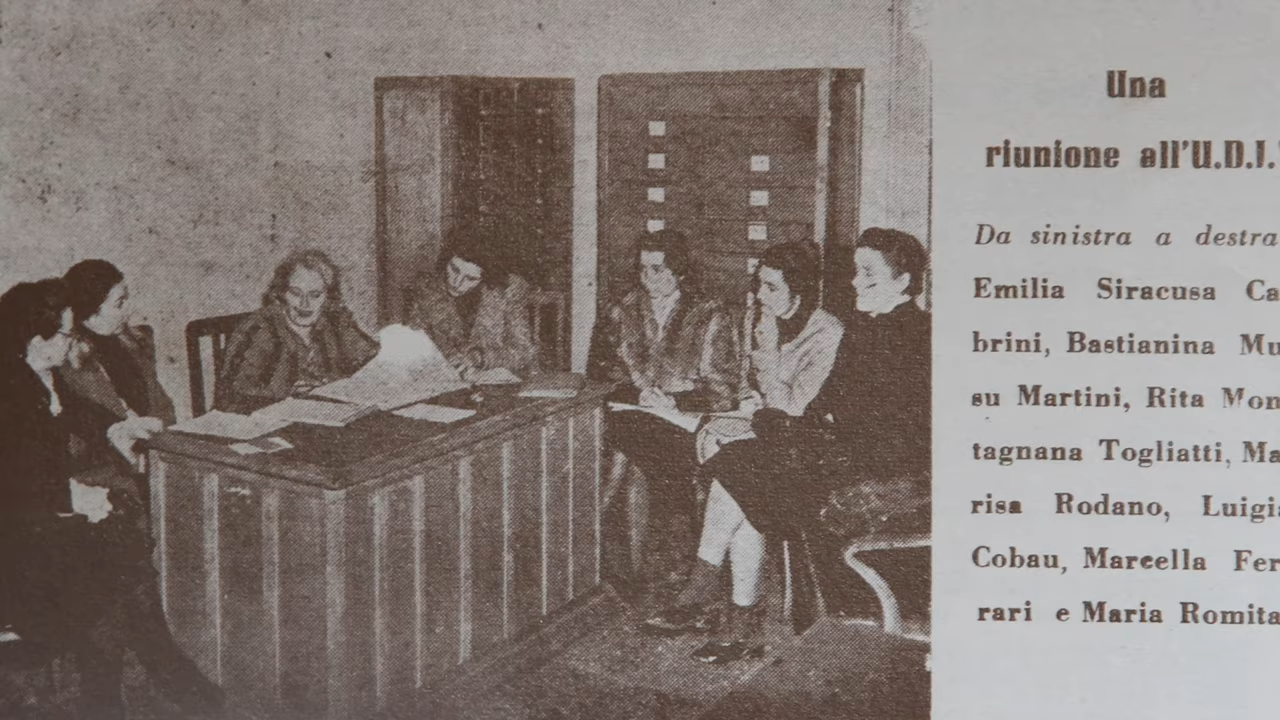 Una
riunione all'U.D.I.
Da sinistra a destra
Emilia Siracusa Ca
brini, Bastianina Mu
su Martini, Rita Mon
tagnana Togliatti, Ma
risa Rodano, Luigi
Cobau, Marcella Fer
rari e Maria Romita